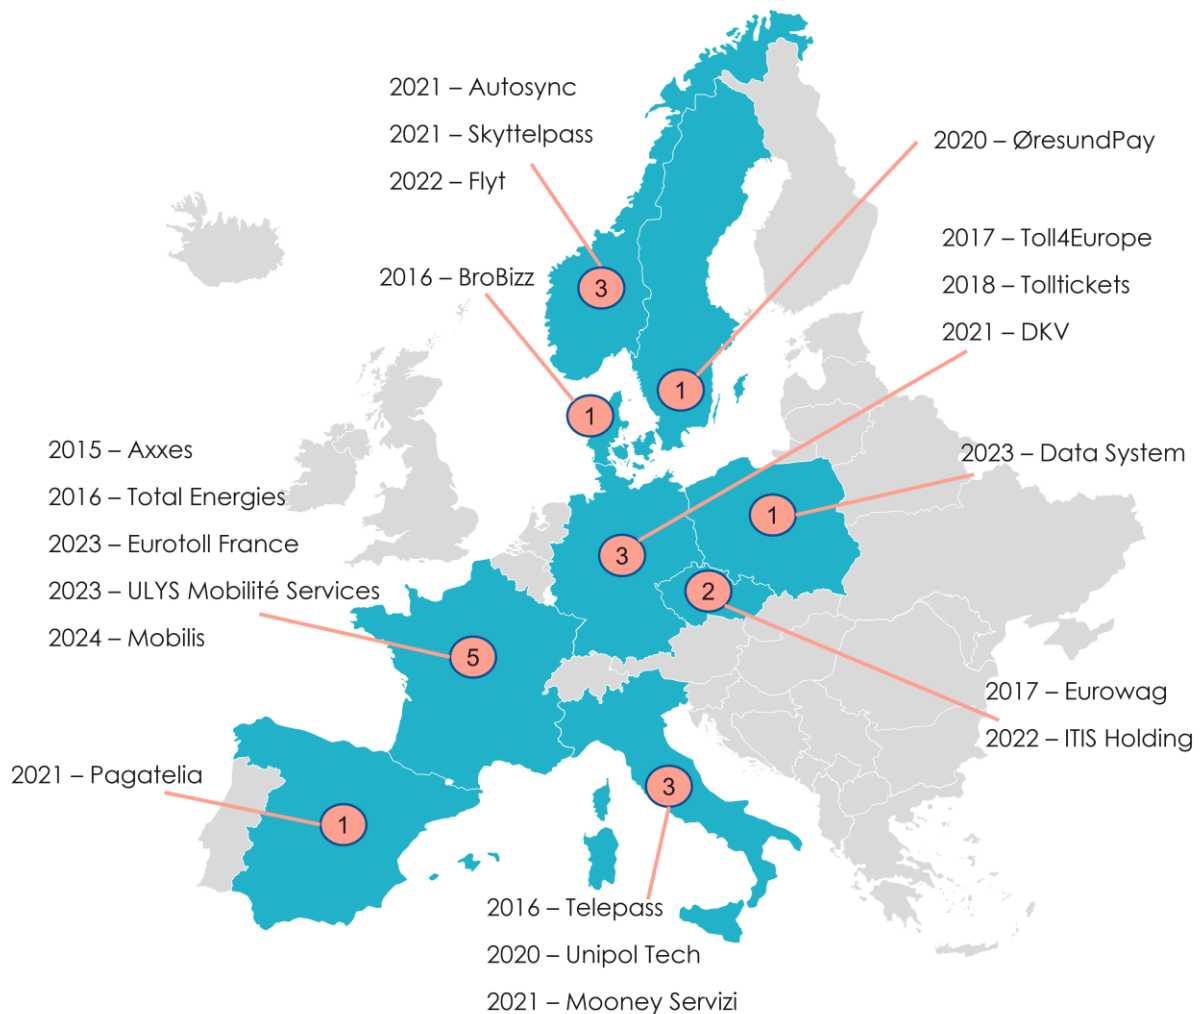 2021 – Autosync
2021 – Skyttelpass
2022 – Flyt
3
2020 – ØresundPay
1
2016 – BroBizz
1
2017 – Toll4Europe
2018 – Tolltickets
2021 – DKV
3
2023 – Data System
1
2015 – Axxes
2016 – Total Energies
2023 – Eurotoll France
2023 – ULYS Mobilité Services
2024 – Mobilis
5
2
2017 – Eurowag
2022 – ITIS Holding
2021 – Pagatelia
1
3
2016 – Telepass
2020 – Unipol Tech
2021 – Mooney Servizi